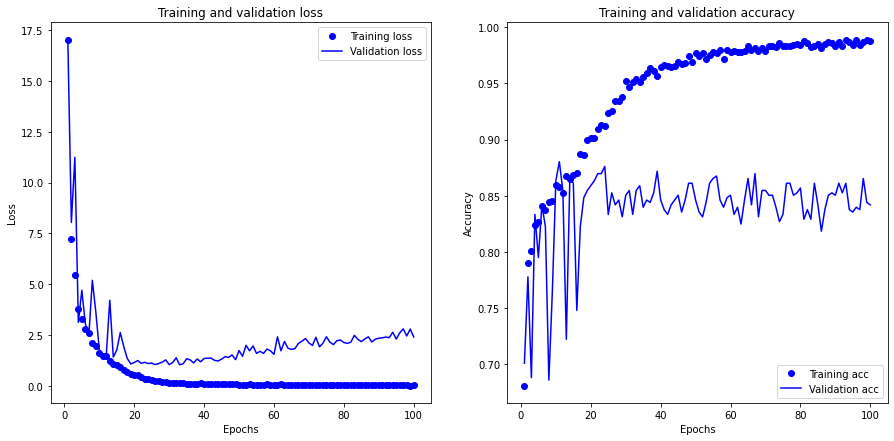 Training and validation loss
17.5
15.0
12.5
10.0
7.5
5.0
2.5
0.0
Loss
Training loss
Validation loss
0 20 40 60 80 100
Epochs
Training and validation accuracy
1.00
0.95
0.90
0.85
0.80
0.75
0.70
Accuracy
Training acc
Validation acc
0 20 40 60 80 100
Epochs